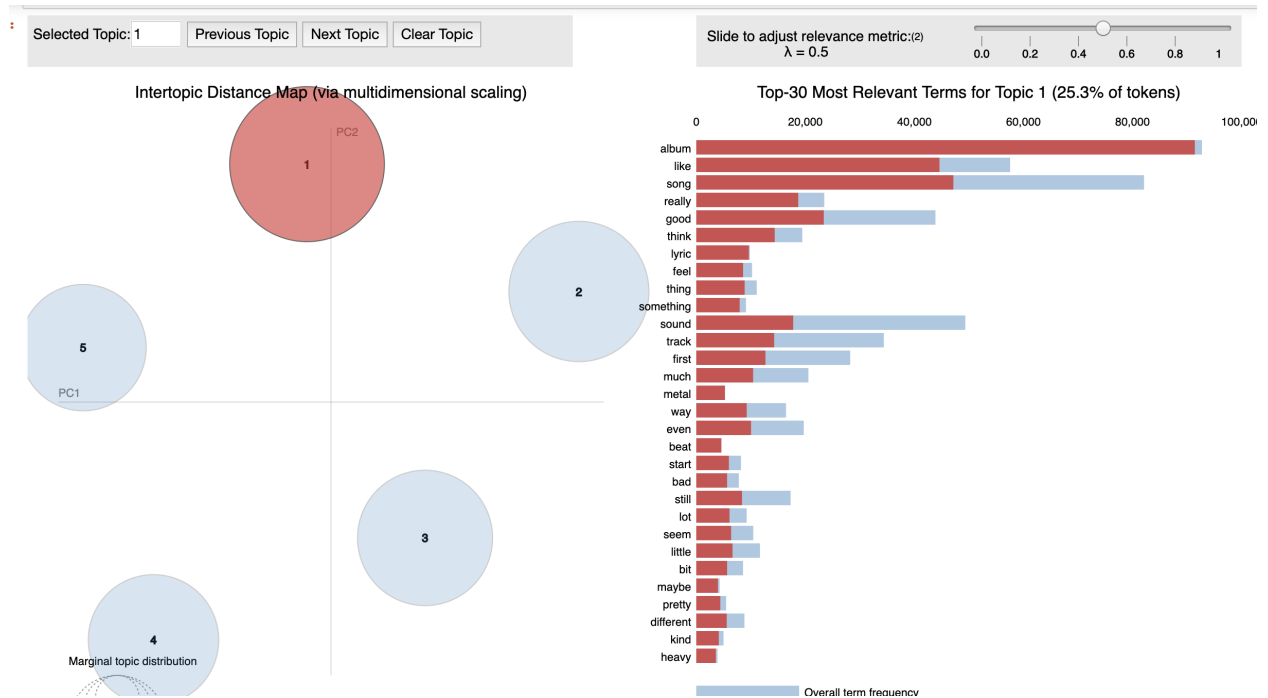 Selected Topic: 1 Previous Topic Next Topic Clear Topic
Slide to adjust relevance metric:(2)
λ = 0.5
0.0 0.2 0.4 0.6 0.8 1
Intertopic Distance Map (via multidimensional scaling)
PC2
PC1
1
2
5
3
4
Marginal topic distribution
Top-30 Most Relevant Terms for Topic 1 (25.3% of tokens)
0 20,000 40,000 60,000 80,000 100,00
album
like
song
really
good
think
lyric
feel
thing
something
sound
track
first
much
metal
way
even
beat
start
bad
still
lot
seem
little
bit
maybe
pretty
different
kind
heavy
Overall term frequency